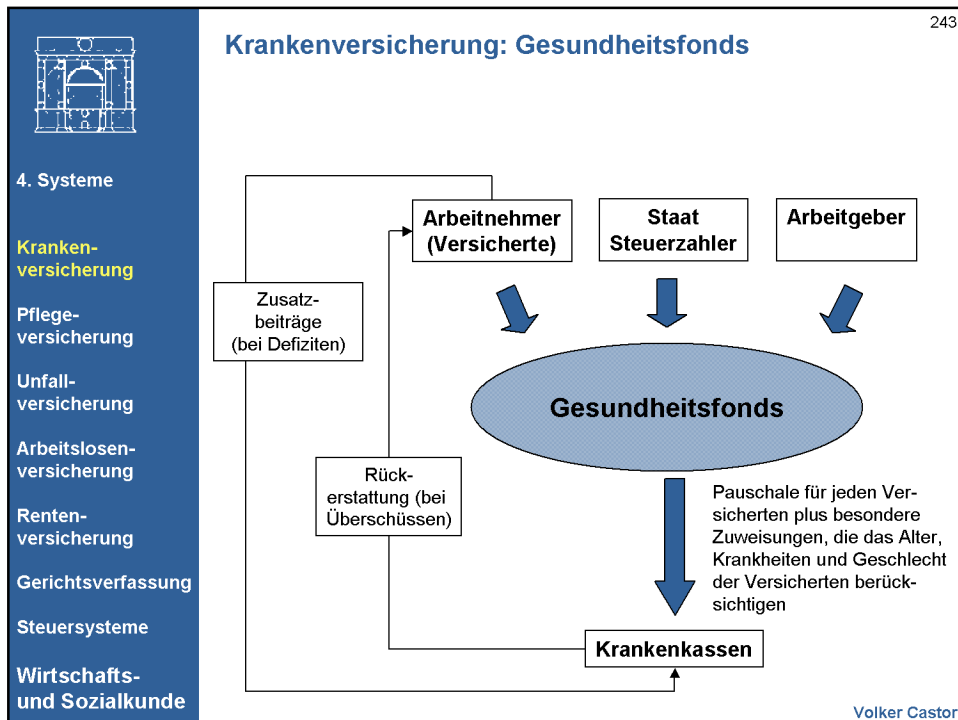 243
Krankenversicherung: Gesundheitsfonds
4. Systeme
Kranken-
versicherung
Pflege-
versicherung
Unfall-
versicherung
Arbeitslosen-
versicherung
Renten-
versicherung
Gerichtsverfassung
Steuersysteme
Wirtschafts-
und Sozialkunde
Arbeitnehmer
(Versicherte)
Staat
Steuerzahler
Arbeitgeber
Zusatz-
beiträge
(bei Defiziten)
Gesundheitsfonds
Rück-
erstattung (bei
Überschüssen)
Pauschale für jeden Ver-
sicherten plus besondere
Zuweisungen, die das Alter,
Krankheiten und Geschlecht
der Versicherten berück-
sichtigen
Krankenkassen
Volker Castor